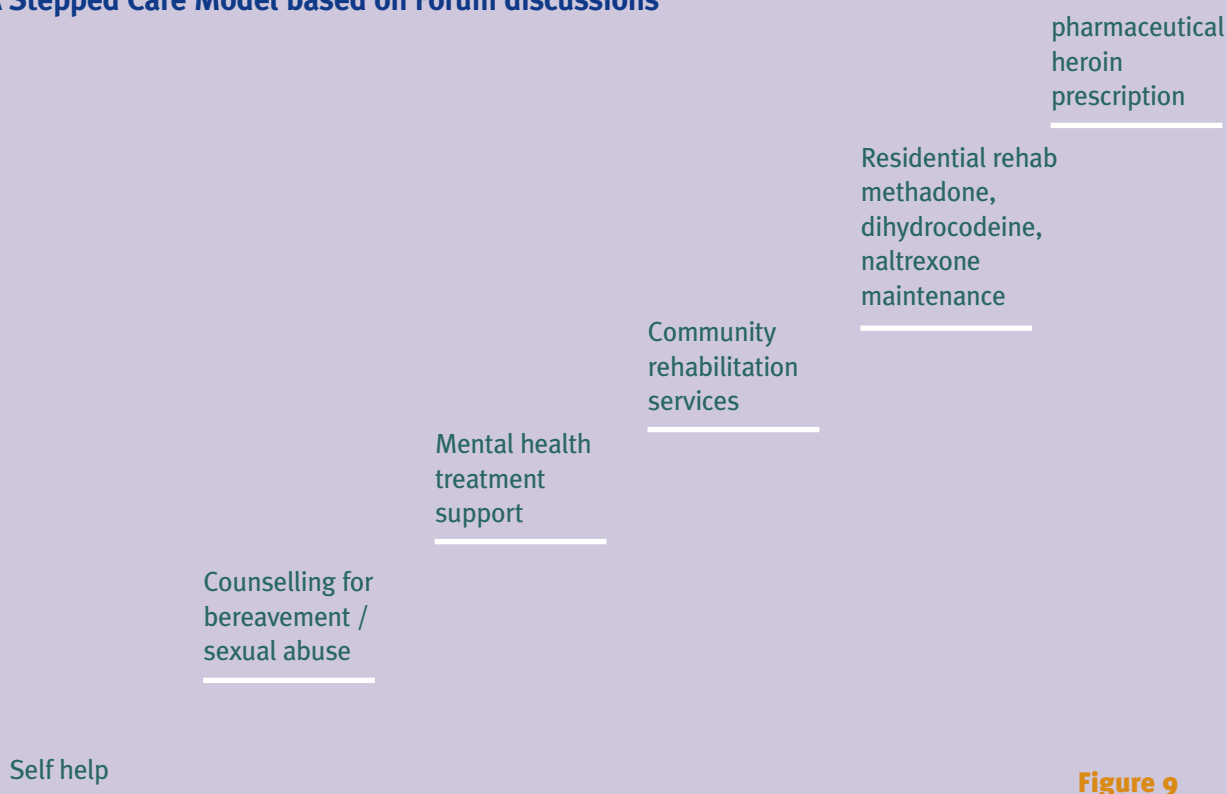 A Stepped Care Model based on Forum discussions
pharmaceutical
heroin
prescription
Residential rehab
methadone,
dihydrocodeine,
naltrexone
maintenance
Community
rehabilitation
services
Mental health
treatment
support
Counselling for
bereavement /
sexual abuse
Self help
Figure 9